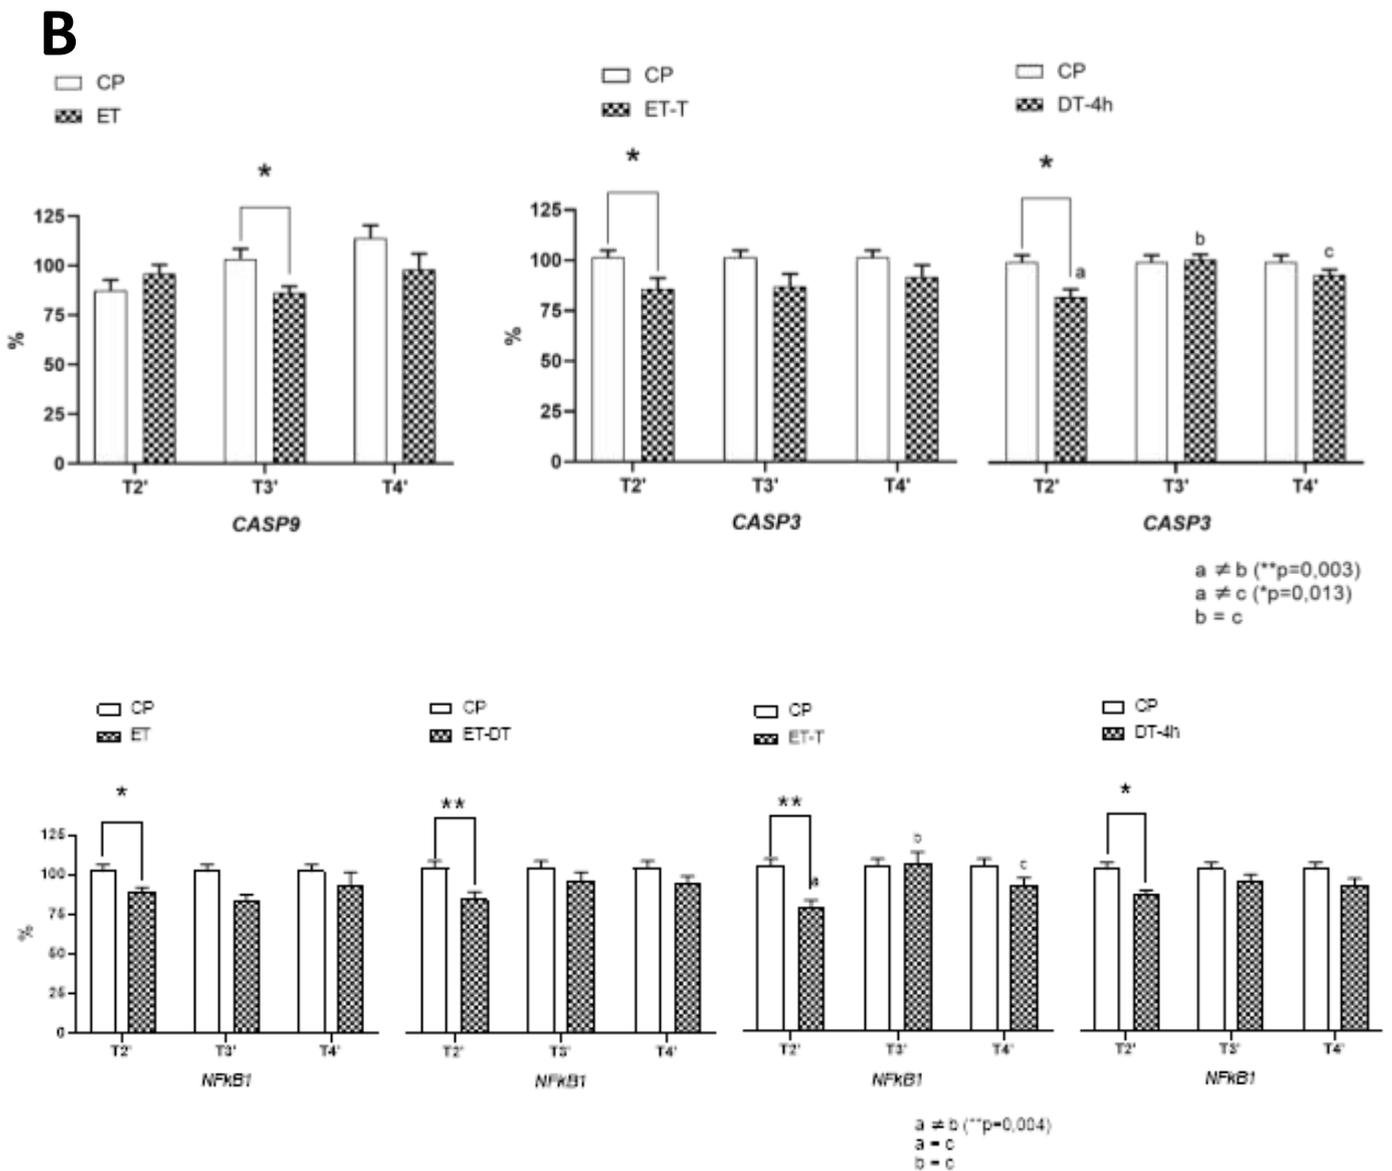 B
CP
ET
*
125
100
75
50
25
0
%
T2' T3' T4'
CASP9
CP
ET-T
*
125
100
75
50
25
0
%
T2' T3' T4'
CASP3
CP
DT-4h
*
a
b
c
T2' T3' T4'
CASP3
a ≠ b (**p=0,003)
a ≠ c (*p=0,013)
b = c
CP
ET
*
125
100
75
50
25
0
%
T2' T3' T4'
NFkB1
CP
ET-DT
**
T2' T3' T4'
NFkB1
CP
ET-T
**
a
b
c
T2' T3' T4'
NFkB1
a ≠ b (**p=0,004)
a = c
b = c
CP
DT-4h
*
T2' T3' T4'
NFkB1